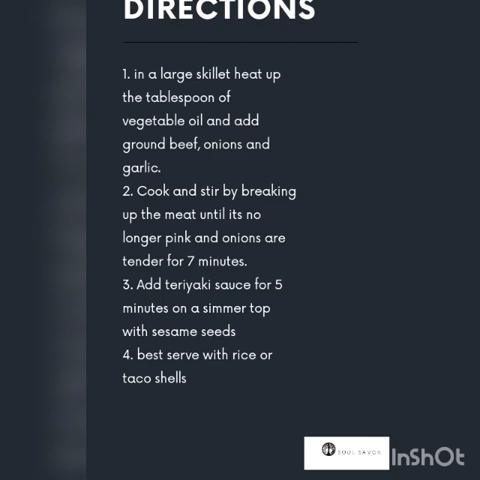 DIRECTIONS
1. in a large skillet heat up
the tablespoon of
vegetable oil and add
ground beef, onions and
garlic.
2. Cook and stir by breaking
up the meat until its no
longer pink and onions are
tender for 7 minutes.
3. Add teriyaki sauce for 5
minutes on a simmer top
with sesame seeds
4. best serve with rice or
taco shells
SOUL SAVOR
InShOt